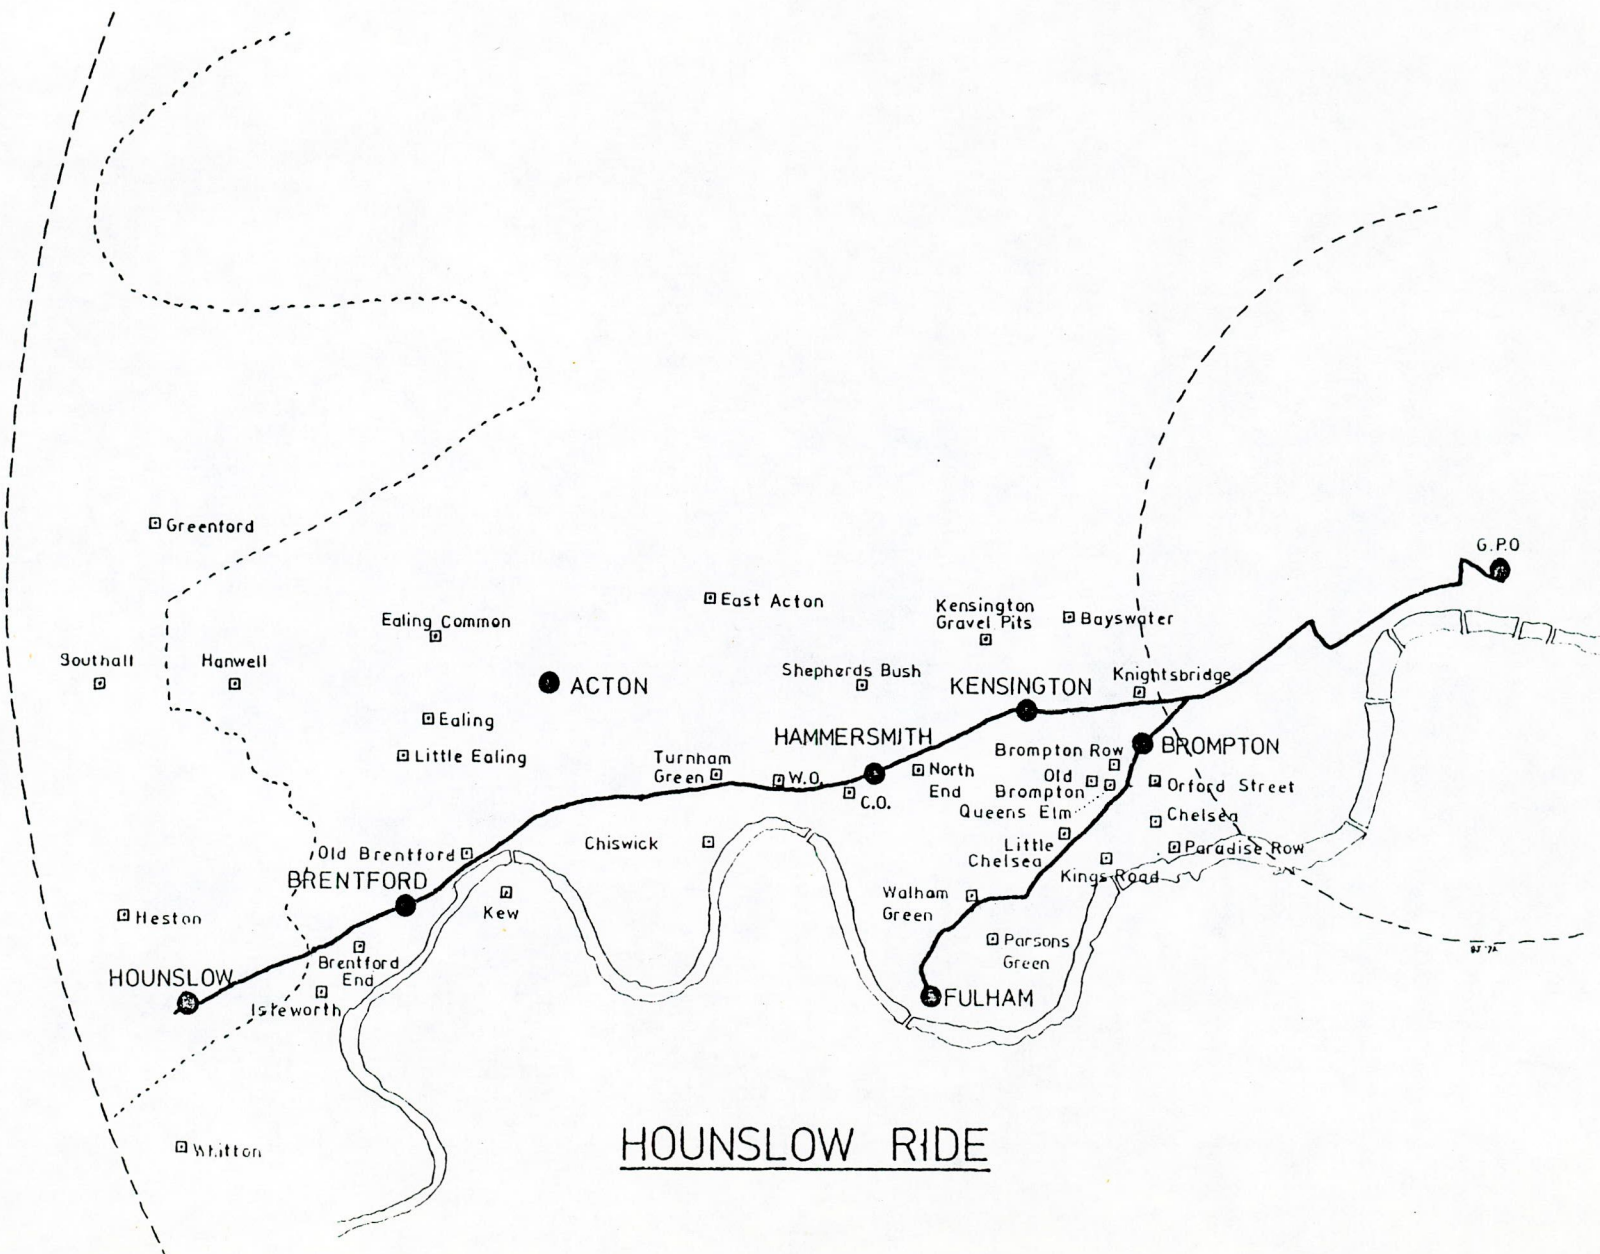 G.P.O
Greenford
East Acton
Kensington
Gravel Pits
Bayswater
Ealing Common
Southall
Hanwell
ACTON
Shepherds Bush
KENSINGTON
Knightsbridge
Ealing
HAMMERSMITH
Brompton Row
BROMPTON
Little Ealing
Turnham
Green
W.O.
North
End
Old
Brompton
Orford Street
C.O.
Queens Elm
Chelsea
Old Brentford
Chiswick
Little
Chelsea
Paradise Row
BRENTFORD
Kings Road
Kew
Walham
Green
Heston
Parsons
Green
HOUNSLOW
Brentford
End
Isleworth
FULHAM
HOUNSLOW RIDE
Whitton